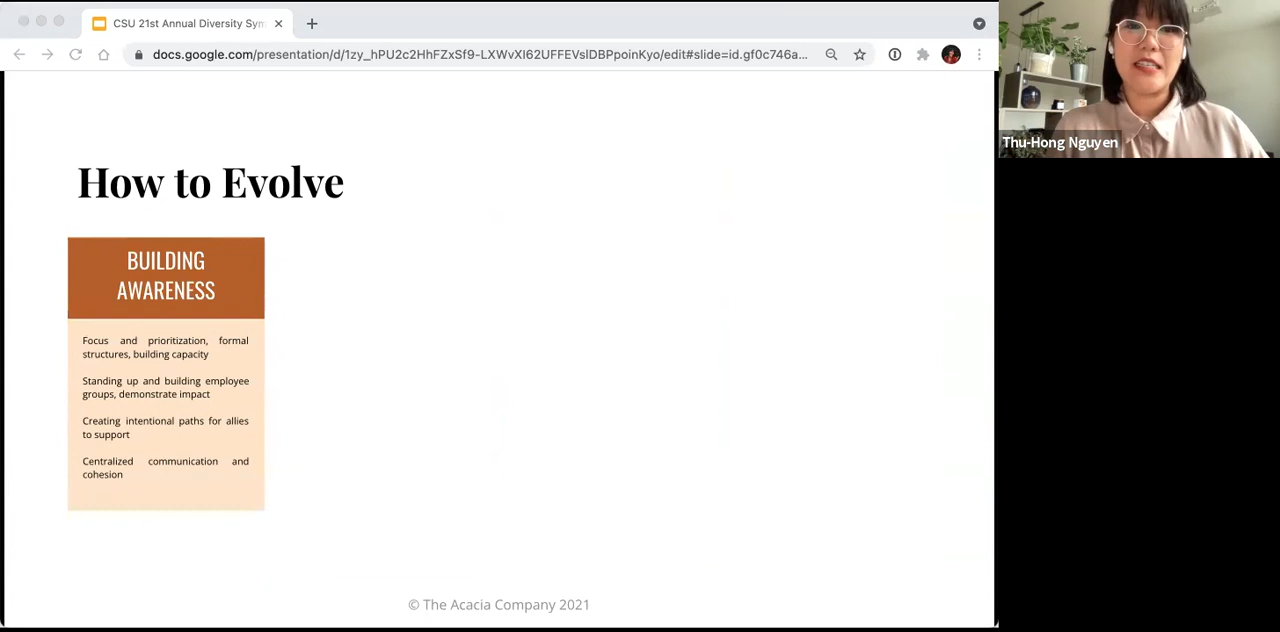 CSU 21st Annual Diversity Sym
docs.google.com/presentation/d/1zy_hPU2c2HhFZxSf9-LXWvXI62UFFEVslDBPpoinKyo/edit#slide=id.gf0c746a...
Thu-Hong Nguyen
How to Evolve
BUILDING
AWARENESS
Focus and prioritization, formal
structures, building capacity
Standing up and building employee
groups, demonstrate impact
Creating intentional paths for allies
to support
Centralized communication and
cohesion
© The Acacia Company 2021